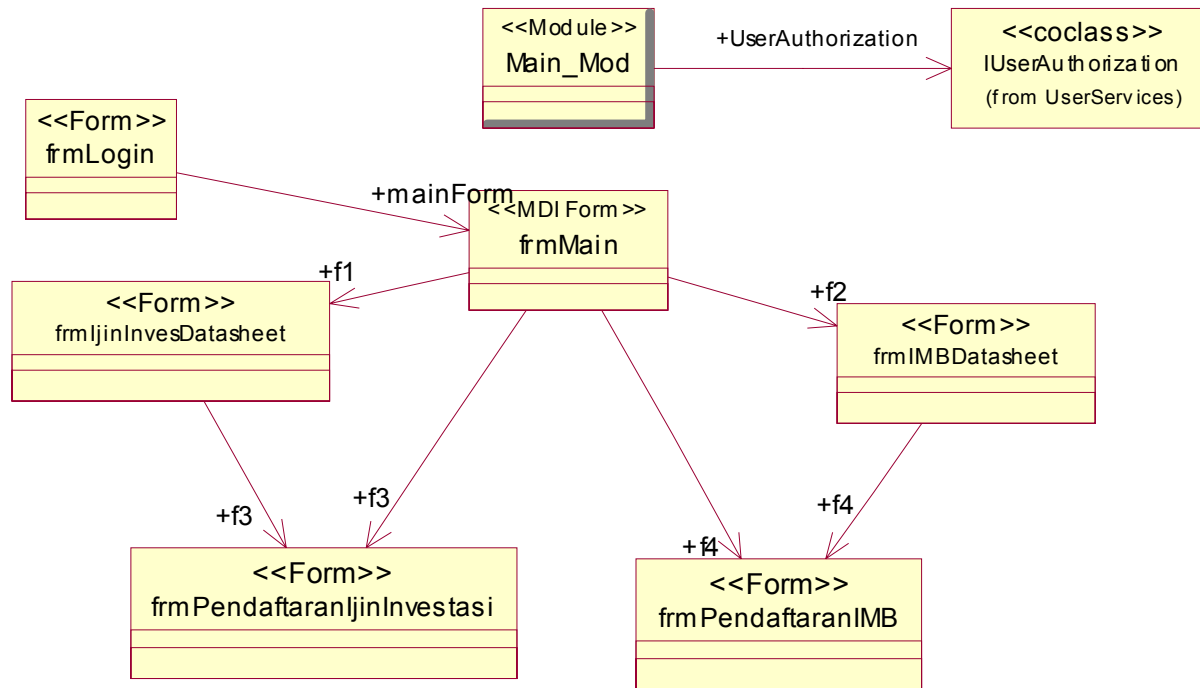 <<Module>>
Main_Mod
+UserAuthorization
<<coclass>>
IUserAuthorization
(from UserServices)
<<Form>>
frmLogin
+mainForm
<<MDI Form>>
frmMain
+f1
+f2
<<Form>>
frmIjinInvesDatasheet
<<Form>>
frmIMBDatasheet
+f3
+f3
+f4
+f4
<<Form>>
frmPendaftaranIjinInvestasi
<<Form>>
frmPendaftaranIMB